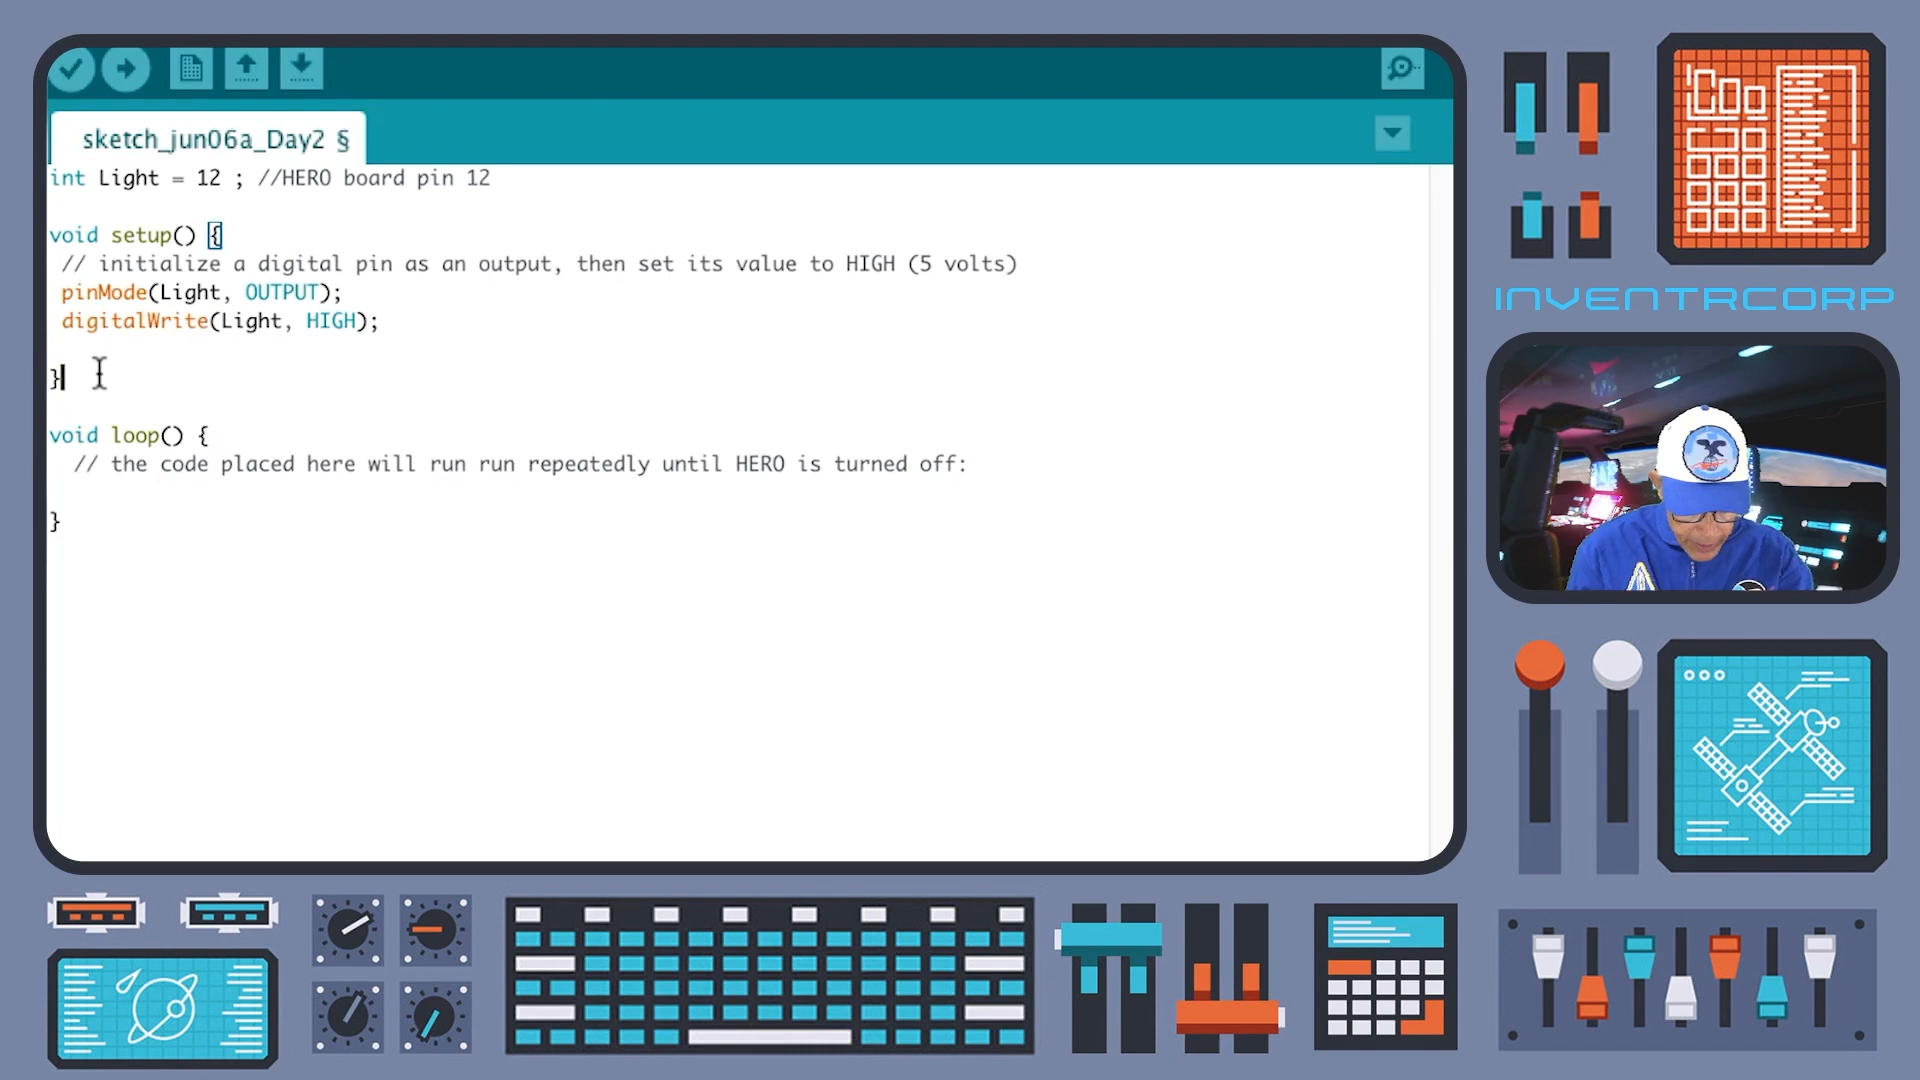 sketch_jun06a_Day2 §
int Light = 12 ; //HERO board pin 12
void setup() {
// initialize a digital pin as an output, then set its value to HIGH (5 volts)
pinMode(Light, OUTPUT);
digitalWrite(Light, HIGH);
}
void loop() {
// the code placed here will run run repeatedly until HERO is turned off:
}
INVENTRCORP